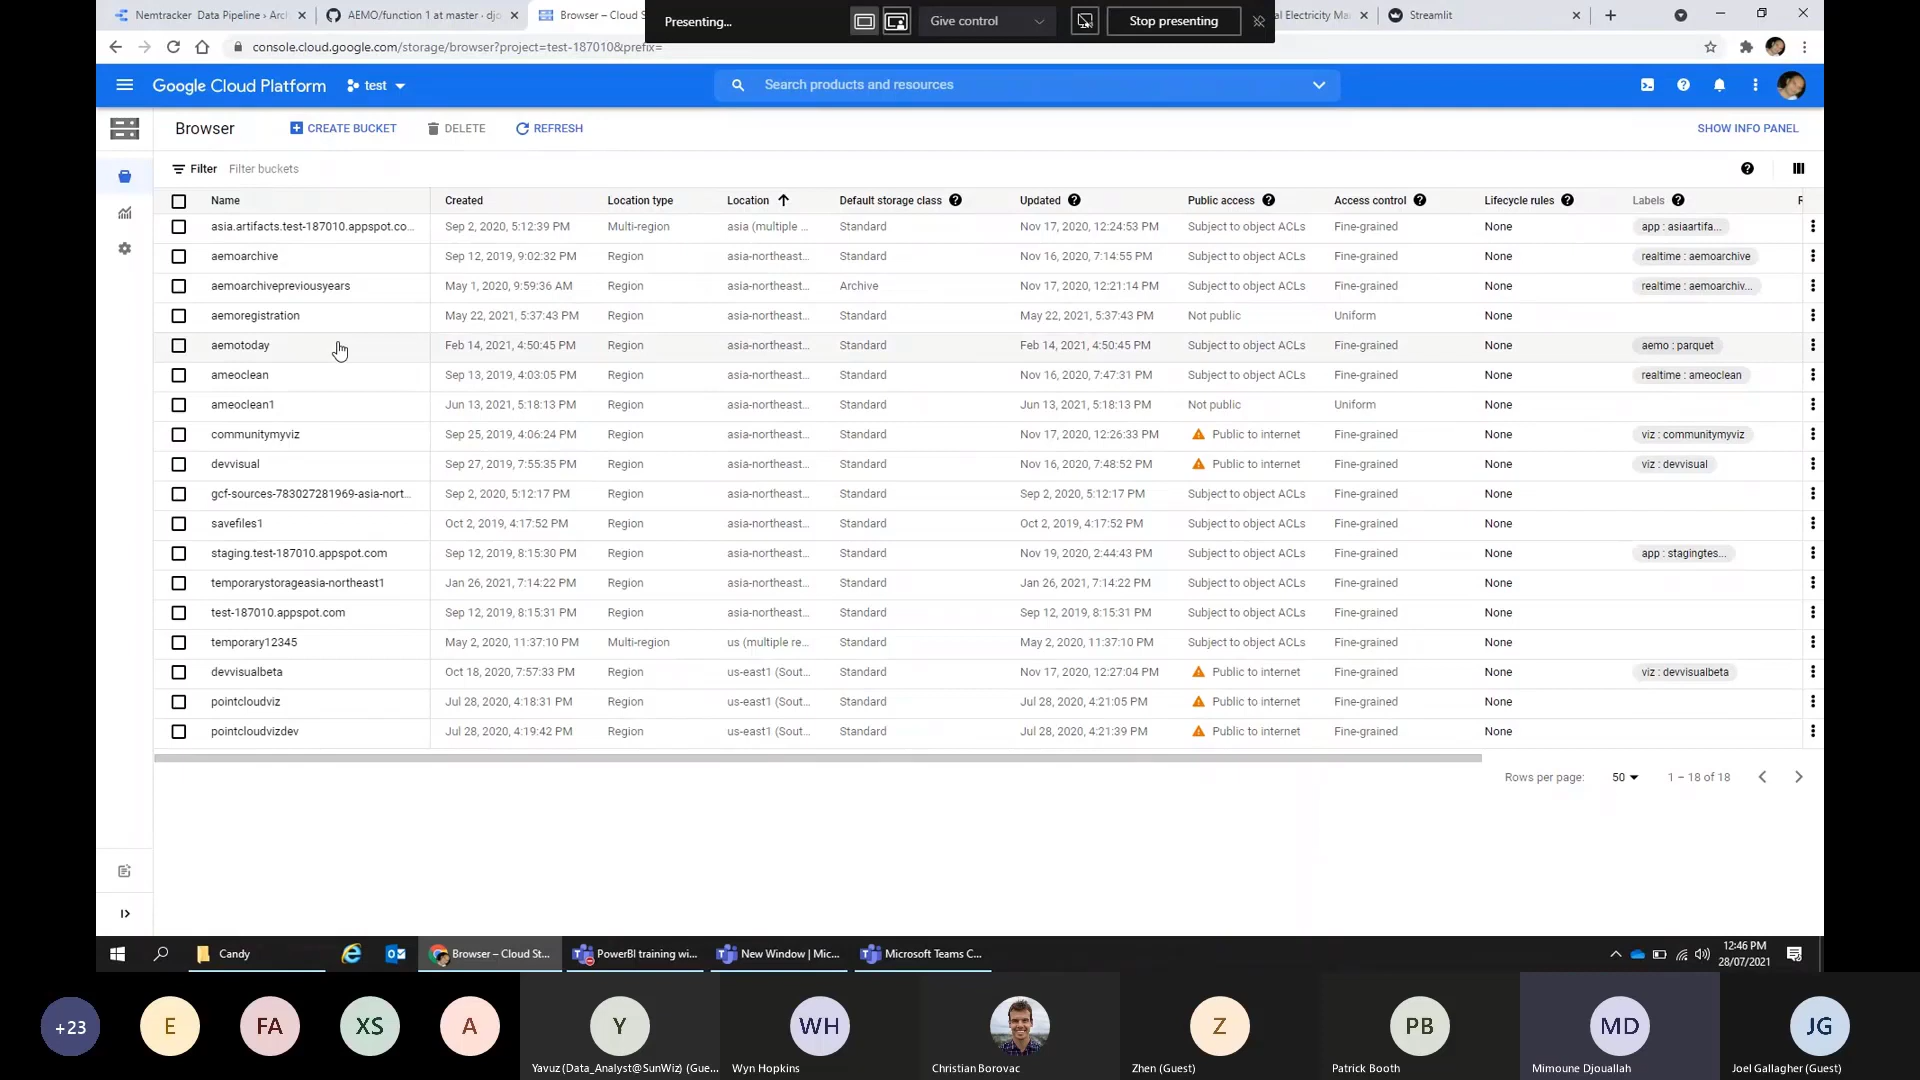 Nemtracker Data Pipeline › Arc
AEMO/function 1 at master · djo
Browser – Cloud S
Presenting...
Give control
Stop presenting
al Electricity Ma
Streamlit
console.cloud.google.com/storage/browser?project=test-187010&prefix=
Google Cloud Platform
test
Search products and resources
Browser
CREATE BUCKET
DELETE
REFRESH
SHOW INFO PANEL
Filter
Filter buckets
Name Created Location type Location Default storage class Updated Public access Access control Lifecycle rules Labels
asia.artifacts.test-187010.appspot.co... Sep 2, 2020, 5:12:39 PM Multi-region asia (multiple ... Standard Nov 17, 2020, 12:24:53 PM Subject to object ACLs Fine-grained None app : asiaartifa...
aemoarchive Sep 12, 2019, 9:02:32 PM Region asia-northeast... Standard Nov 16, 2020, 7:14:55 PM Subject to object ACLs Fine-grained None realtime : aemoarchive
aemoarchivepreviousyears May 1, 2020, 9:59:36 AM Region asia-northeast... Archive Nov 17, 2020, 12:21:14 PM Subject to object ACLs Fine-grained None realtime : aemoarchiv...
aemoregistration May 22, 2021, 5:37:43 PM Region asia-northeast... Standard May 22, 2021, 5:37:43 PM Not public Uniform None
aemotoday Feb 14, 2021, 4:50:45 PM Region asia-northeast... Standard Feb 14, 2021, 4:50:45 PM Subject to object ACLs Fine-grained None aemo : parquet
ameoclean Sep 13, 2019, 4:03:05 PM Region asia-northeast... Standard Nov 16, 2020, 7:47:31 PM Subject to object ACLs Fine-grained None realtime : ameoclean
ameoclean1 Jun 13, 2021, 5:18:13 PM Region asia-northeast... Standard Jun 13, 2021, 5:18:13 PM Not public Uniform None
communitymyviz Sep 25, 2019, 4:06:24 PM Region asia-northeast... Standard Nov 17, 2020, 12:26:33 PM Public to internet Fine-grained None viz : communitymyviz
devvisual Sep 27, 2019, 7:55:35 PM Region asia-northeast... Standard Nov 16, 2020, 7:48:52 PM Public to internet Fine-grained None viz : devvisual
gcf-sources-783027281969-asia-nort... Sep 2, 2020, 5:12:17 PM Region asia-northeast... Standard Sep 2, 2020, 5:12:17 PM Subject to object ACLs Fine-grained None
savefiles1 Oct 2, 2019, 4:17:52 PM Region asia-northeast... Standard Oct 2, 2019, 4:17:52 PM Subject to object ACLs Fine-grained None
staging.test-187010.appspot.com Sep 12, 2019, 8:15:30 PM Region asia-northeast... Standard Nov 19, 2020, 2:44:43 PM Subject to object ACLs Fine-grained None app : stagingtes...
temporarystorageasia-northeast1 Jan 26, 2021, 7:14:22 PM Region asia-northeast... Standard Jan 26, 2021, 7:14:22 PM Subject to object ACLs Fine-grained None
test-187010.appspot.com Sep 12, 2019, 8:15:31 PM Region asia-northeast... Standard Sep 12, 2019, 8:15:31 PM Subject to object ACLs Fine-grained None
temporary12345 May 2, 2020, 11:37:10 PM Multi-region us (multiple re... Standard May 2, 2020, 11:37:10 PM Subject to object ACLs Fine-grained None
devvisualbeta Oct 18, 2020, 7:57:33 PM Region us-east1 (Sout... Standard Nov 17, 2020, 12:27:04 PM Public to internet Fine-grained None viz : devvisualbeta
pointcloudviz Jul 28, 2020, 4:18:31 PM Region us-east1 (Sout... Standard Jul 28, 2020, 4:21:05 PM Public to internet Fine-grained None
pointcloudvizdev Jul 28, 2020, 4:19:42 PM Region us-east1 (Sout... Standard Jul 28, 2020, 4:21:39 PM Public to internet Fine-grained None
Rows per page: 50 1 – 18 of 18
Candy
Browser – Cloud St...
PowerBI training wi...
New Window | Mic...
Microsoft Teams C...
12:46 PM
28/07/2021
+23 E FA XS A Y WH Z PB MD JG
Yavuz (Data_Analyst@SunWiz) (Gue...
Wyn Hopkins
Christian Borovac
Zhen (Guest)
Patrick Booth
Mimoune Djouallah
Joel Gallagher (Guest)